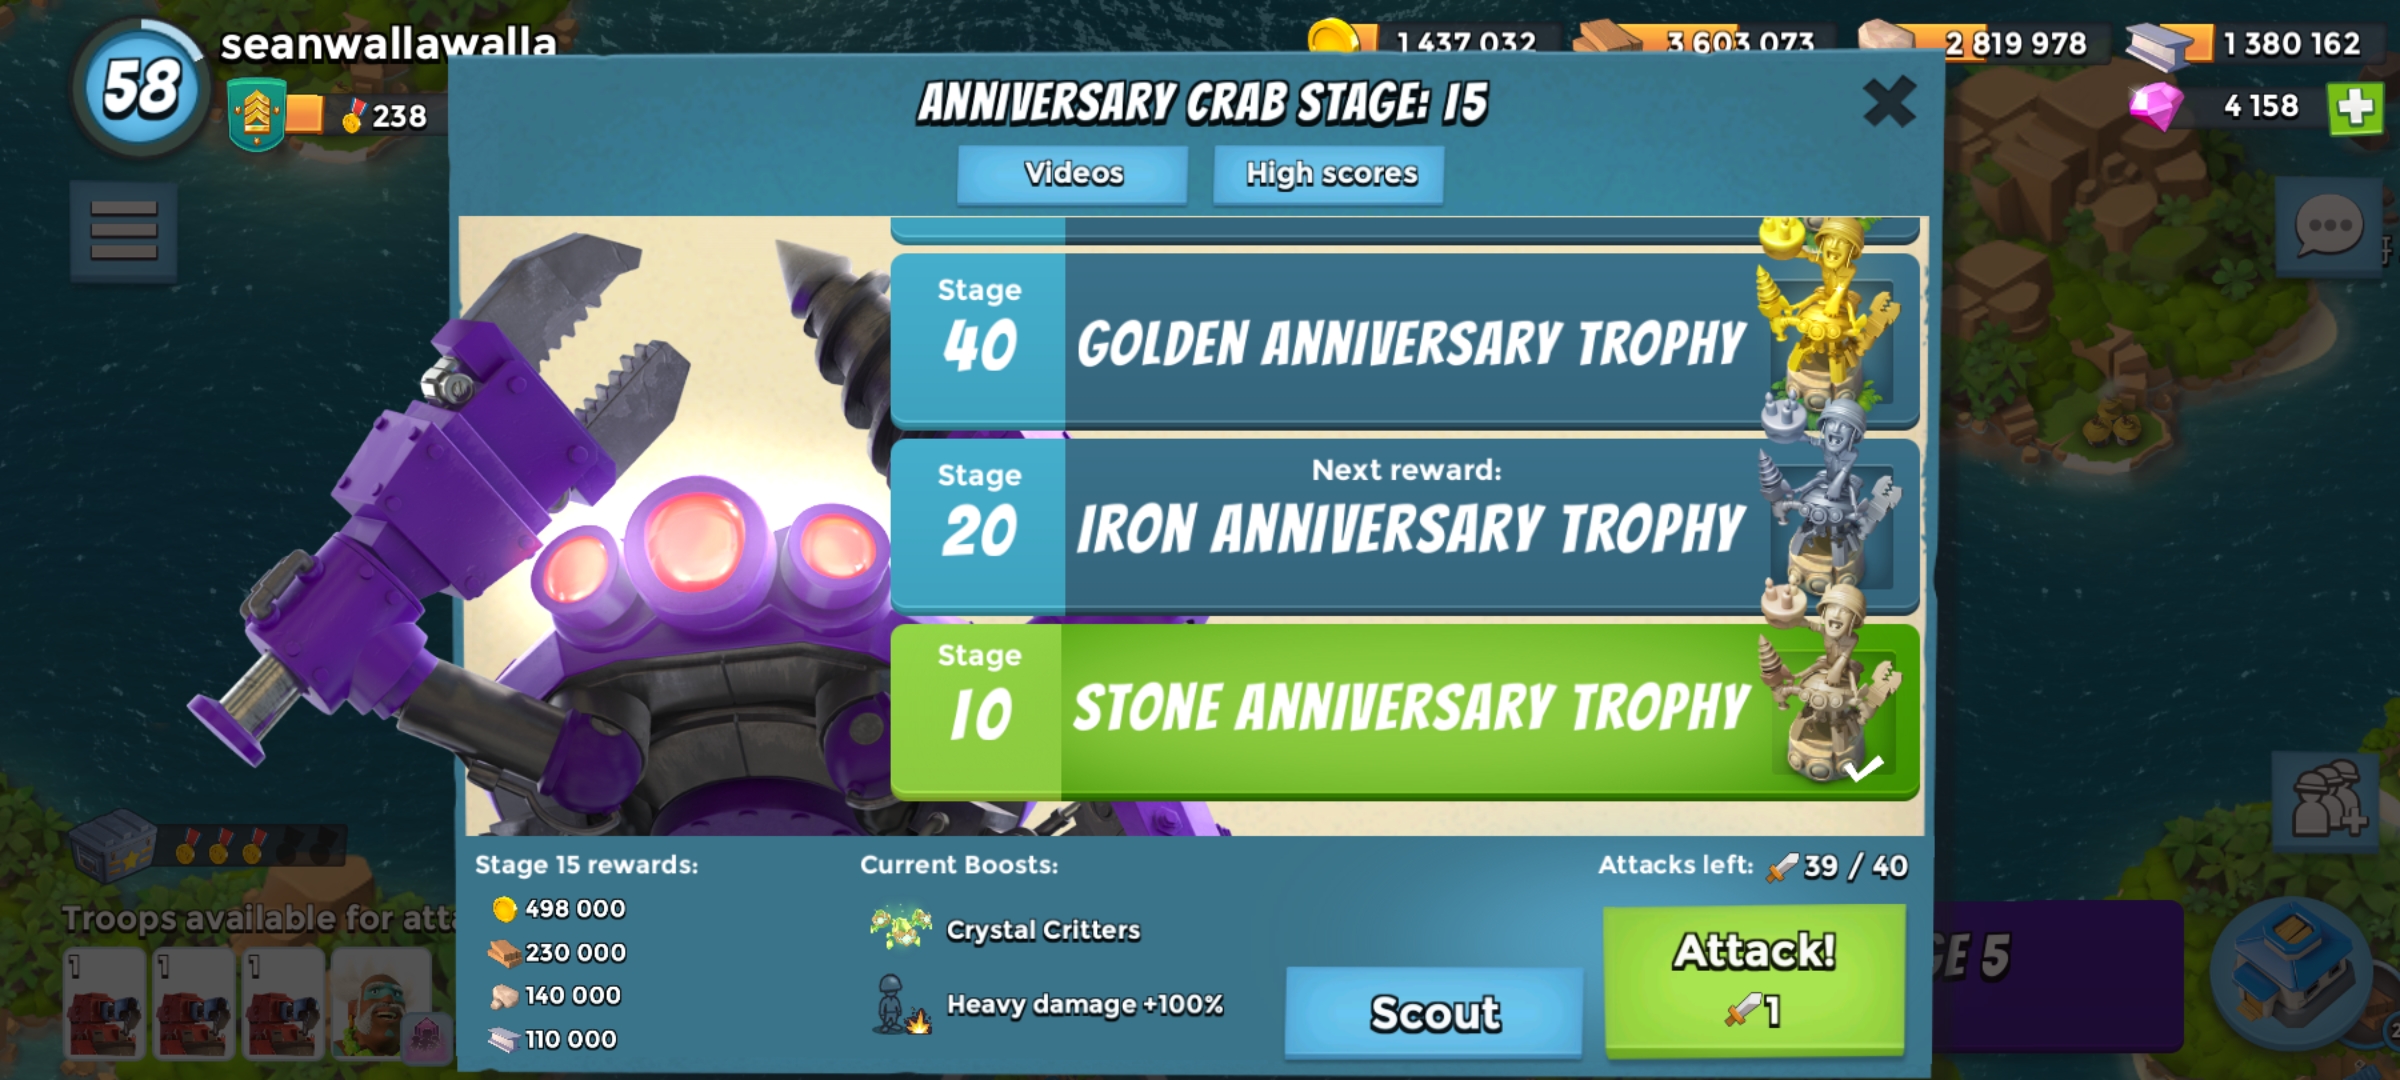 58
seanwallawalla
238
1 437 032
3 603 073
2 819 978
1 380 162
4 158
ANNIVERSARY CRAB STAGE: 15
Videos
High scores
Stage
40
GOLDEN ANNIVERSARY TROPHY
Stage
20
Next reward:
IRON ANNIVERSARY TROPHY
Stage
10
STONE ANNIVERSARY TROPHY
Stage 15 rewards:
498 000
230 000
140 000
110 000
Current Boosts:
Crystal Critters
Heavy damage +100%
Attacks left:
39 / 40
Scout
Attack!
1
Troops available for
1
1
1
5